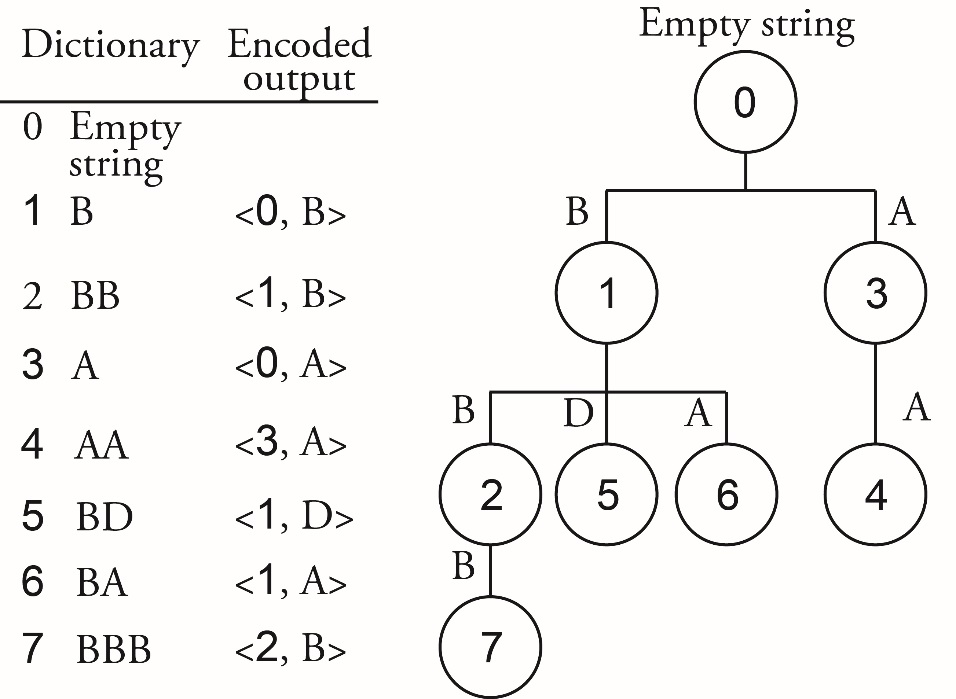 Dictionary Encoded output
0 Empty string
1 B <0, B>
2 BB <1, B>
3 A <0, A>
4 AA <3, A>
5 BD <1, D>
6 BA <1, A>
7 BBB <2, B>
Empty string
0
B A
1 3
B D A A
2 5 6 4
B
7